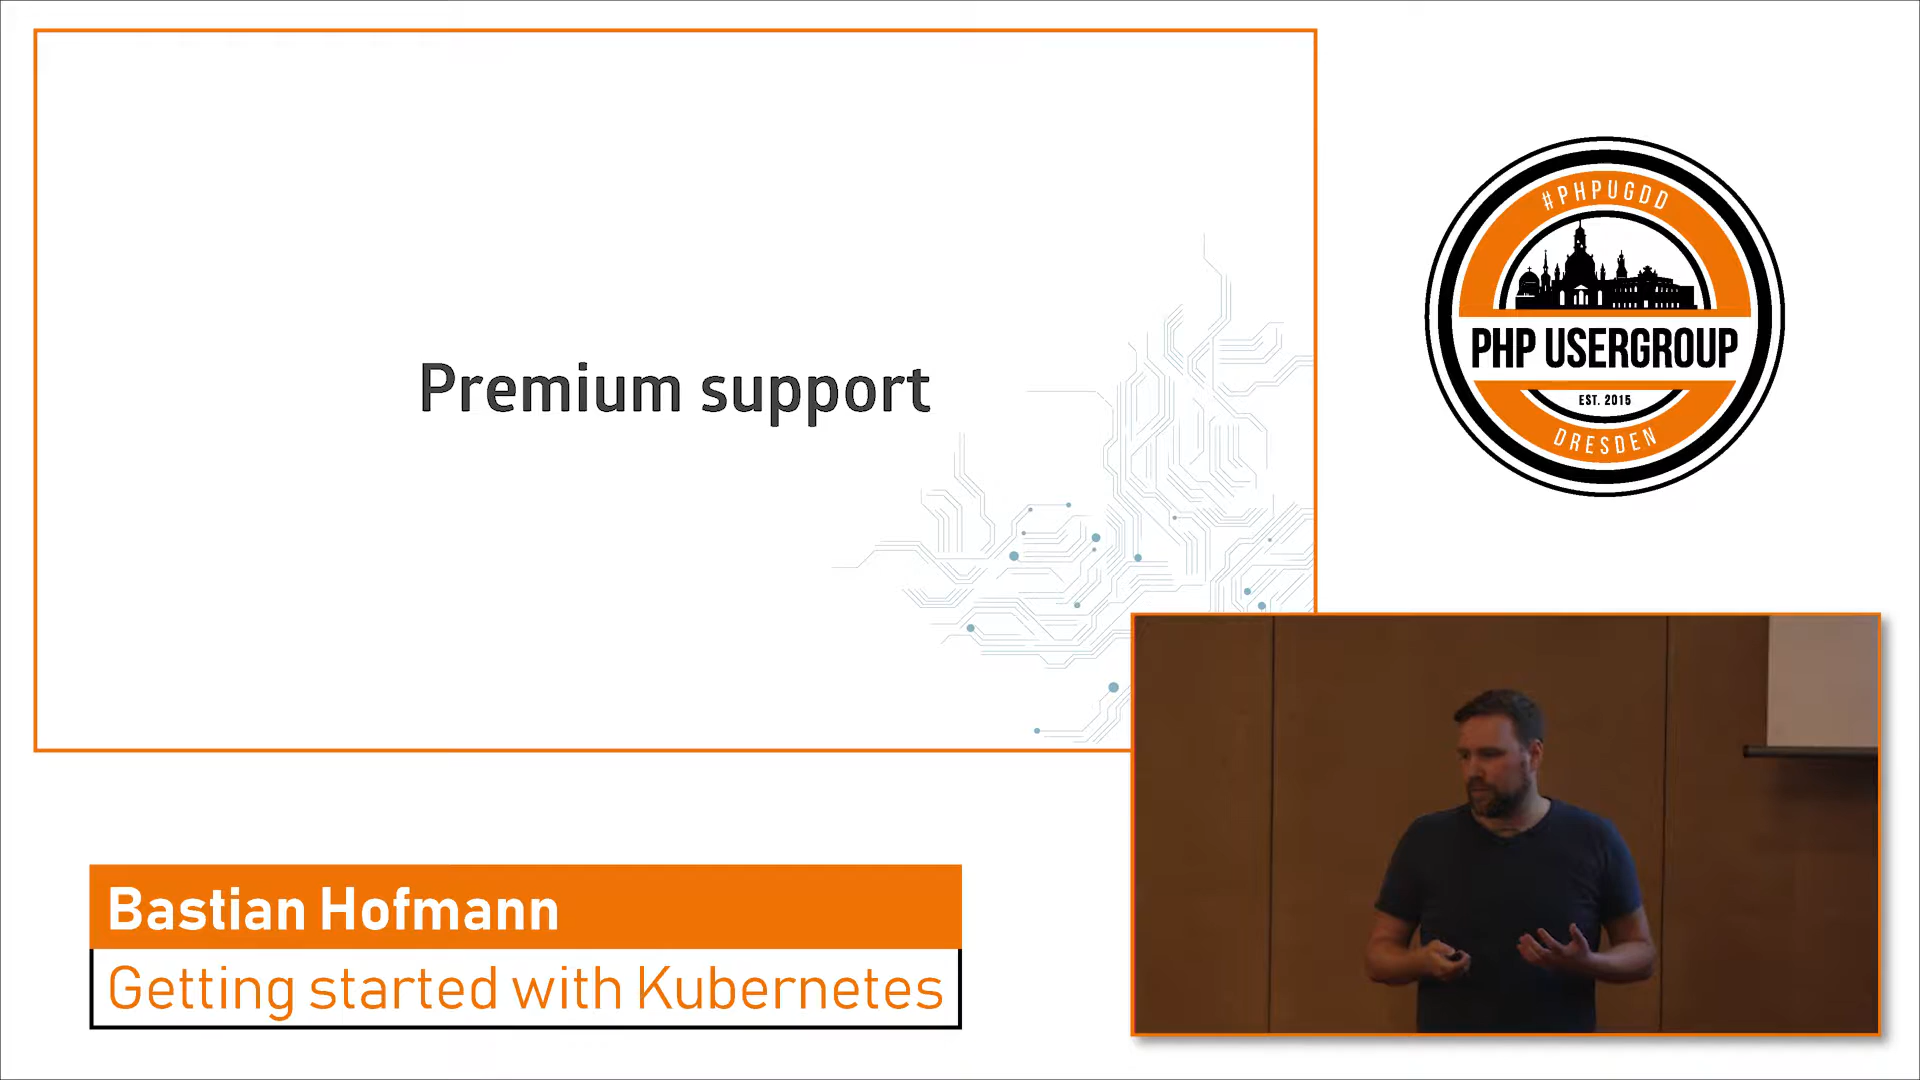 Premium support
#PHPUGDD
PHP USERGROUP
EST. 2015
DRESDEN
Bastian Hofmann
Getting started with Kubernetes